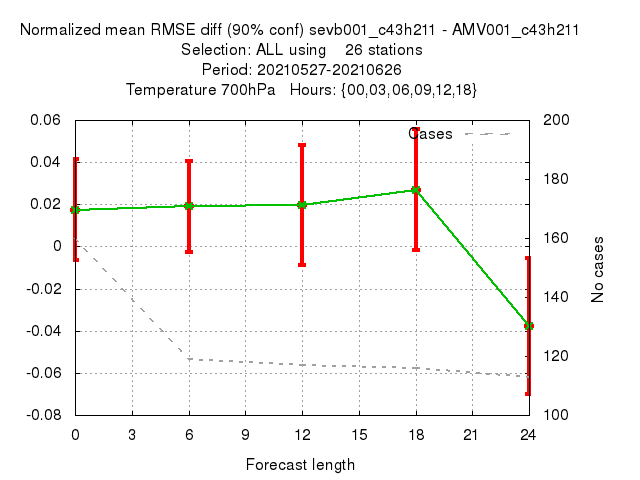 Normalized mean RMSE diff (90% conf) sevb001_c43h211 - AMV001_c43h211
Selection: ALL using    26 stations
Period: 20210527-20210626
Temperature 700hPa   Hours: {00,03,06,09,12,18}
Cases
0.06
0.04
0.02
0
-0.02
-0.04
-0.06
-0.08
200
180
160
140
120
100
No cases
0 3 6 9 12 15 18 21 24
Forecast length